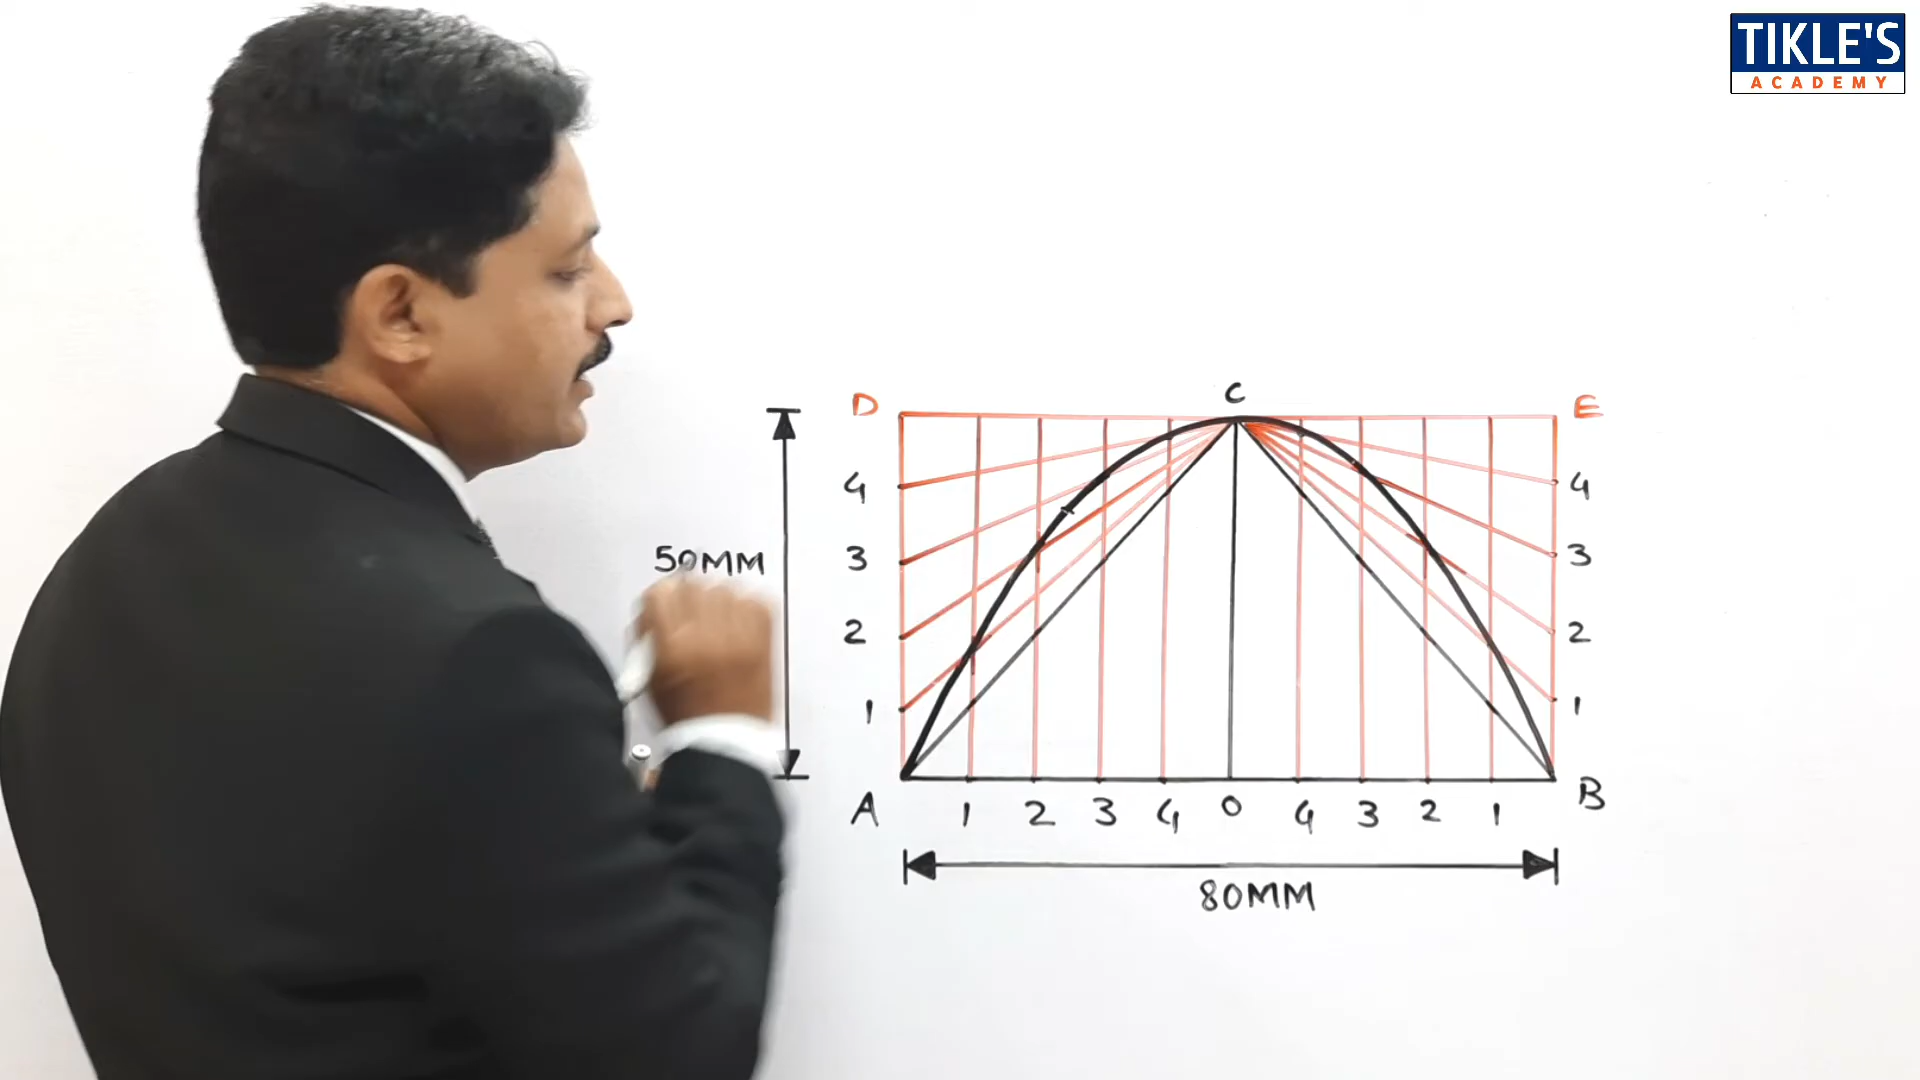 TIKLE'S
ACADEMY
C
D E
4 4
3 3
50MM
2 2
1 1
A B
1 2 3 4 0 4 3 2 1
80MM